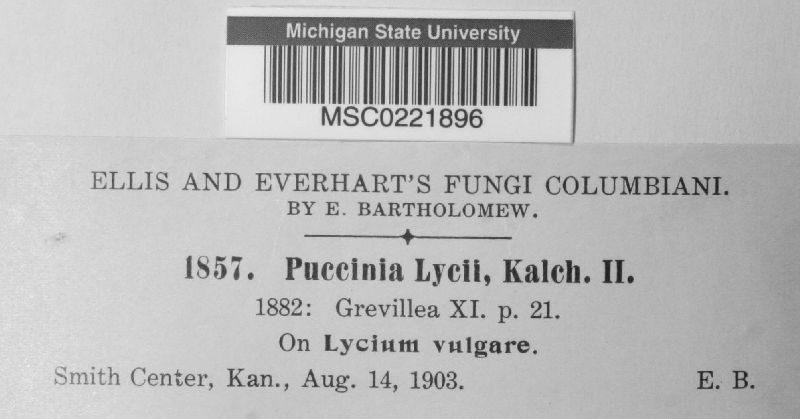 Michigan State University
MSC0221896
ELLIS AND EVERHART'S FUNGI COLUMBIANI.
BY E. BARTHOLOMEW.
1857. Puccinia Lycii, Kalch. II.
1882: Grevillea XI. p. 21.
On Lycium vulgare.
Smith Center, Kan., Aug. 14, 1903. E. B.